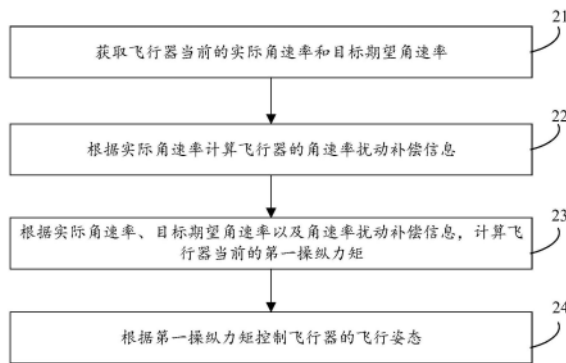 21
获取飞行器当前的实际角速率和目标期望角速率
22
根据实际角速率计算飞行器的角速率扰动补偿信息
23
根据实际角速率、目标期望角速率以及角速率扰动补偿信息，计算飞
行器当前的第一操纵力矩
24
根据第一操纵力矩控制飞行器的飞行姿态